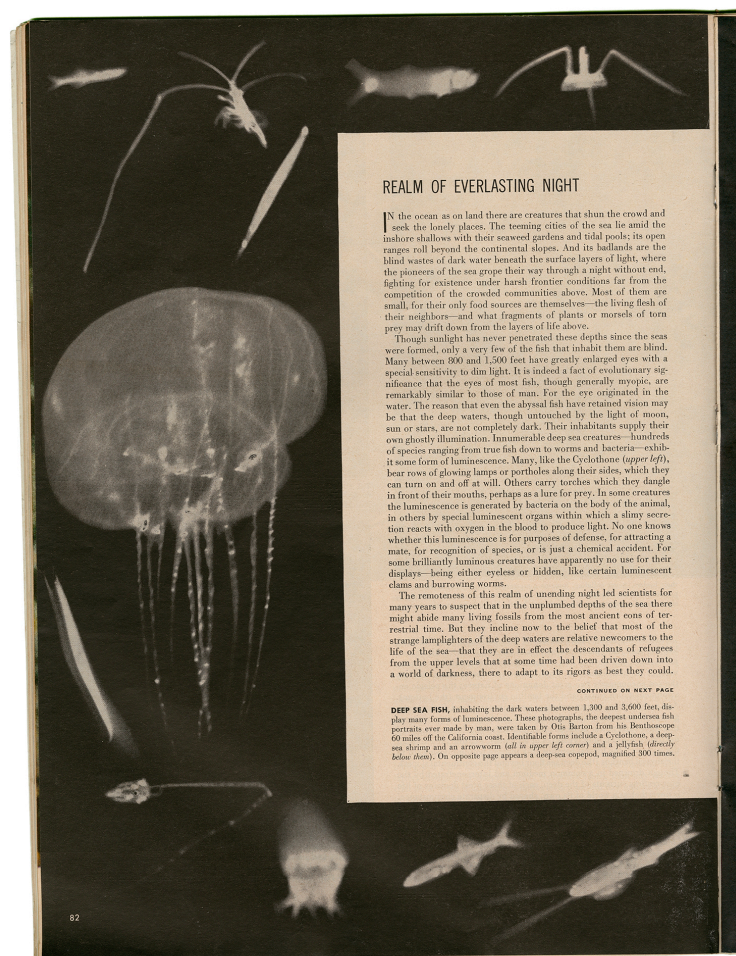 REALM OF EVERLASTING NIGHT
IN the ocean as on land there are creatures that shun the crowd and
seek the lonely places. The teeming cities of the sea lie amid the
inshore shallows with their seaweed gardens and tidal pools; its open
ranges roll beyond the continental slopes. And its badlands are the
blind wastes of dark water beneath the surface layers of light, where
the pioneers of the sea grope their way through a night without end,
fighting for existence under harsh frontier conditions far from the
competition of the crowded communities above. Most of them are
small, for their only food sources are themselves—the living flesh of
their neighbors—and what fragments of plants or morsels of torn
prey may drift down from the layers of life above.
Though sunlight has never penetrated these depths since the seas
were formed, only a very few of the fish that inhabit them are blind.
Many between 800 and 1,500 feet have greatly enlarged eyes with a
special sensitivity to dim light. It is indeed a fact of evolutionary sig-
nificance that the eyes of most fish, though generally myopic, are
remarkably similar to those of man. For the eye originated in the
water. The reason that even the abyssal fish have retained vision may
be that the deep waters, though untouched by the light of moon,
sun or stars, are not completely dark. Their inhabitants supply their
own ghostly illumination. Innumerable deep sea creatures—hundreds
of species ranging from true fish down to worms and bacteria—exhib-
it some form of luminescence. Many, like the Cyclothone (upper left),
bear rows of glowing lamps or portholes along their sides, which they
can turn on and off at will. Others carry torches which they dangle
in front of their mouths, perhaps as a lure for prey. In some creatures
the luminescence is generated by bacteria on the body of the animal,
in others by special luminescent organs within which a slimy secre-
tion reacts with oxygen in the blood to produce light. No one knows
whether this luminescence is for purposes of defense, for attracting a
mate, for recognition of species, or is just a chemical accident. For
some brilliantly luminous creatures have apparently no use for their
displays—being either eyeless or hidden, like certain luminescent
clams and burrowing worms.
The remoteness of this realm of unending night led scientists for
many years to suspect that in the unplumbed depths of the sea there
might abide many living fossils from the most ancient eons of ter-
restrial time. But they incline now to the belief that most of the
strange lamplighters of the deep waters are relative newcomers to the
life of the sea—that they are in effect the descendants of refugees
from the upper levels that at some time had been driven down into
a world of darkness, there to adapt to its rigors as best they could.
CONTINUED ON NEXT PAGE
DEEP SEA FISH, inhabiting the dark waters between 1,300 and 3,600 feet, dis-
play many forms of luminescence. These photographs, the deepest undersea fish
portraits ever made by man, were taken by Otis Barton from his Benthoscope
60 miles off the California coast. Identifiable forms include a Cyclothone, a deep-
sea shrimp and an arrowworm (all in upper left corner) and a jellyfish (directly
below them). On opposite page appears a deep-sea copepod, magnified 300 times.
82